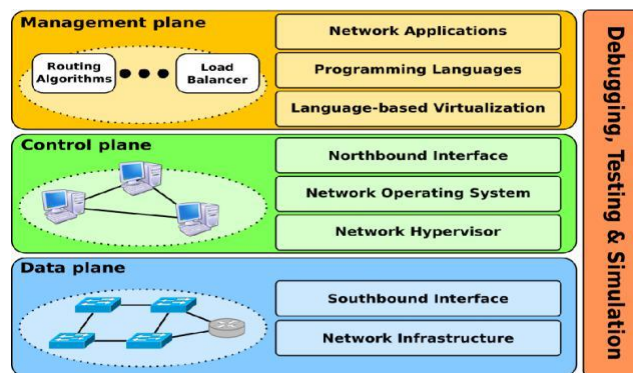 Management plane
Routing
Algorithms
Load
Balancer
Network Applications
Programming Languages
Language-based Virtualization
Control plane
Northbound Interface
Network Operating System
Network Hypervisor
Data plane
Southbound Interface
Network Infrastructure
Debugging, Testing & Simulation